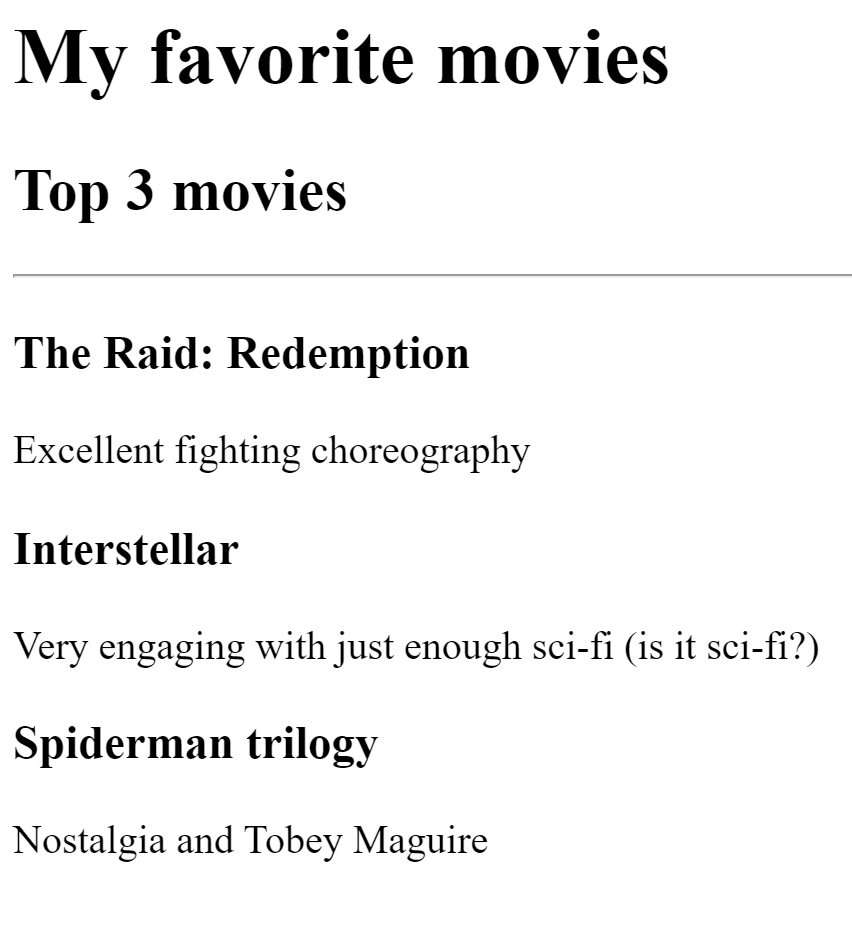 My favorite movies
Top 3 movies
The Raid: Redemption
Excellent fighting choreography
Interstellar
Very engaging with just enough sci-fi (is it sci-fi?)
Spiderman trilogy
Nostalgia and Tobey Maguire